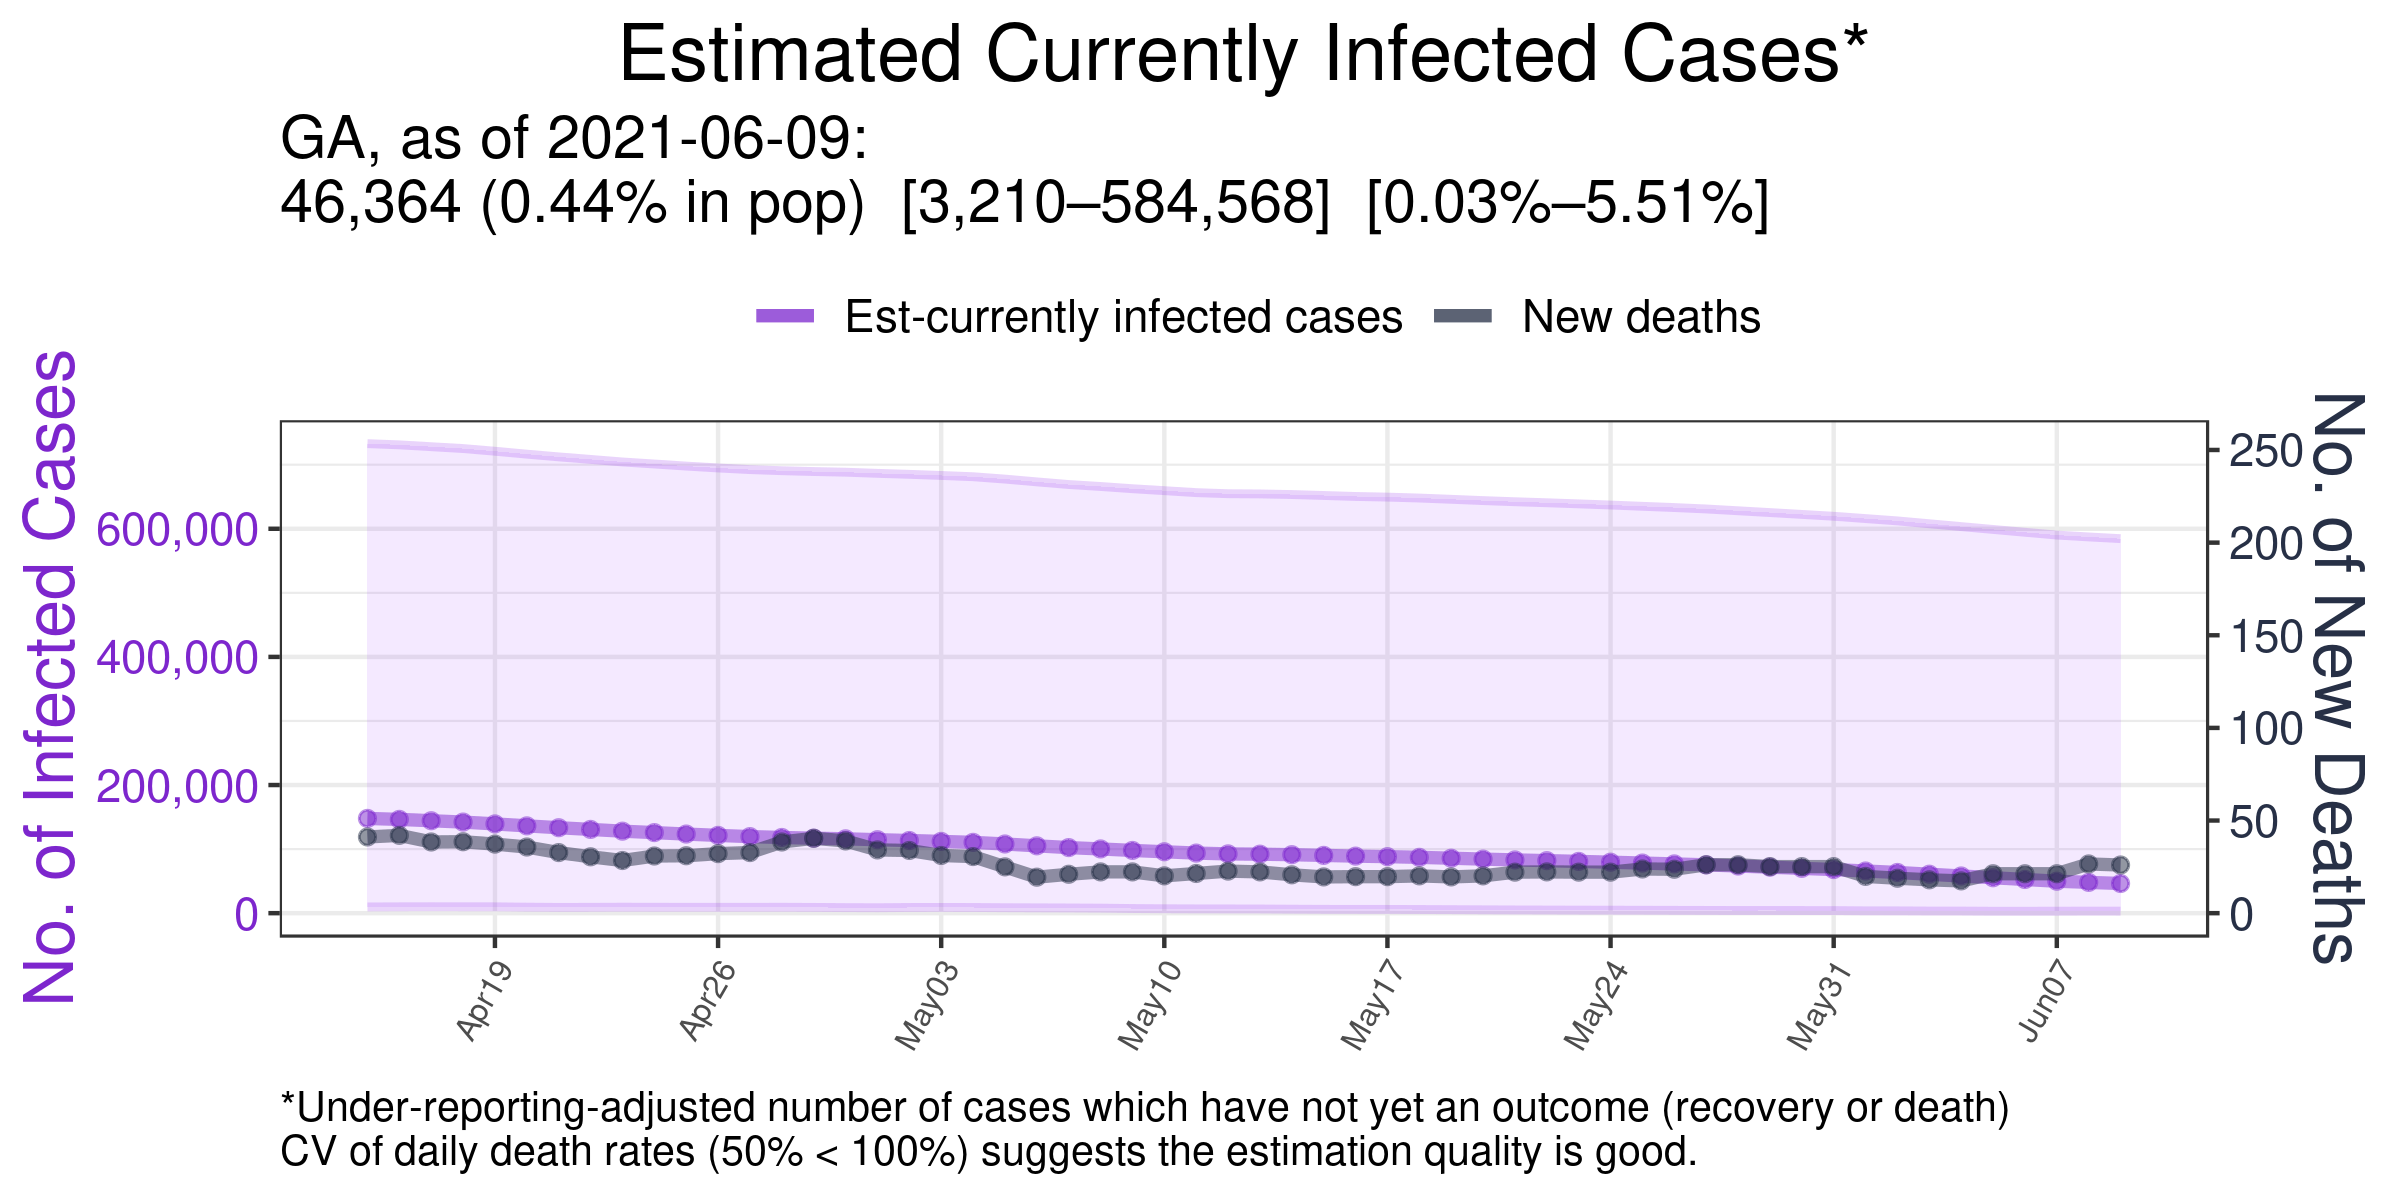 Estimated Currently Infected Cases*
GA, as of 2021-06-09:
46,364 (0.44% in pop)  [3,210–584,568]  [0.03%–5.51%]
Est-currently infected cases
New deaths
No. of Infected Cases
600,000
400,000
200,000
0
250
200
150
100
50
0
No. of New Deaths
Apr19
Apr26
May03
May10
May17
May24
May31
Jun07
*Under-reporting-adjusted number of cases which have not yet an outcome (recovery or death)
CV of daily death rates (50% < 100%) suggests the estimation quality is good.